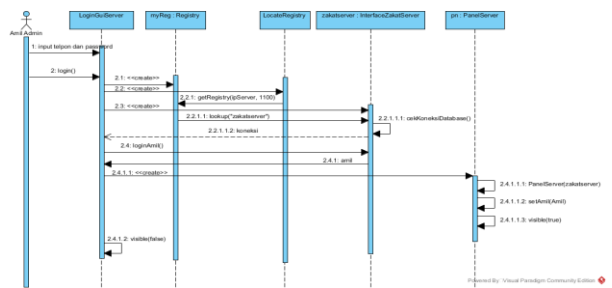 LoginGuiServer
myReg : Registry
LocateRegistry
zakatserver : InterfaceZakatServer
pn : PanelServer
Amil Admin
1: input telpon dan password
2: login()
2.1: <<create>>
2.2: <<create>>
2.2.1: getRegistry(ipServer, 1100)
2.3: <<create>>
2.2.1.1: lookup("zakatserver")
2.2.1.1.1: cekKoneksiDatabase()
2.2.1.1.2: koneksi
2.4: loginAmil()
2.4.1: amil
2.4.1.1: <<create>>
2.4.1.1.1: PanelServer(zakatserver)
2.4.1.1.2: setAmil(Amil)
2.4.1.1.3: visible(true)
2.4.1.2: visible(false)
Powered By: Visual Paradigm Community Edition